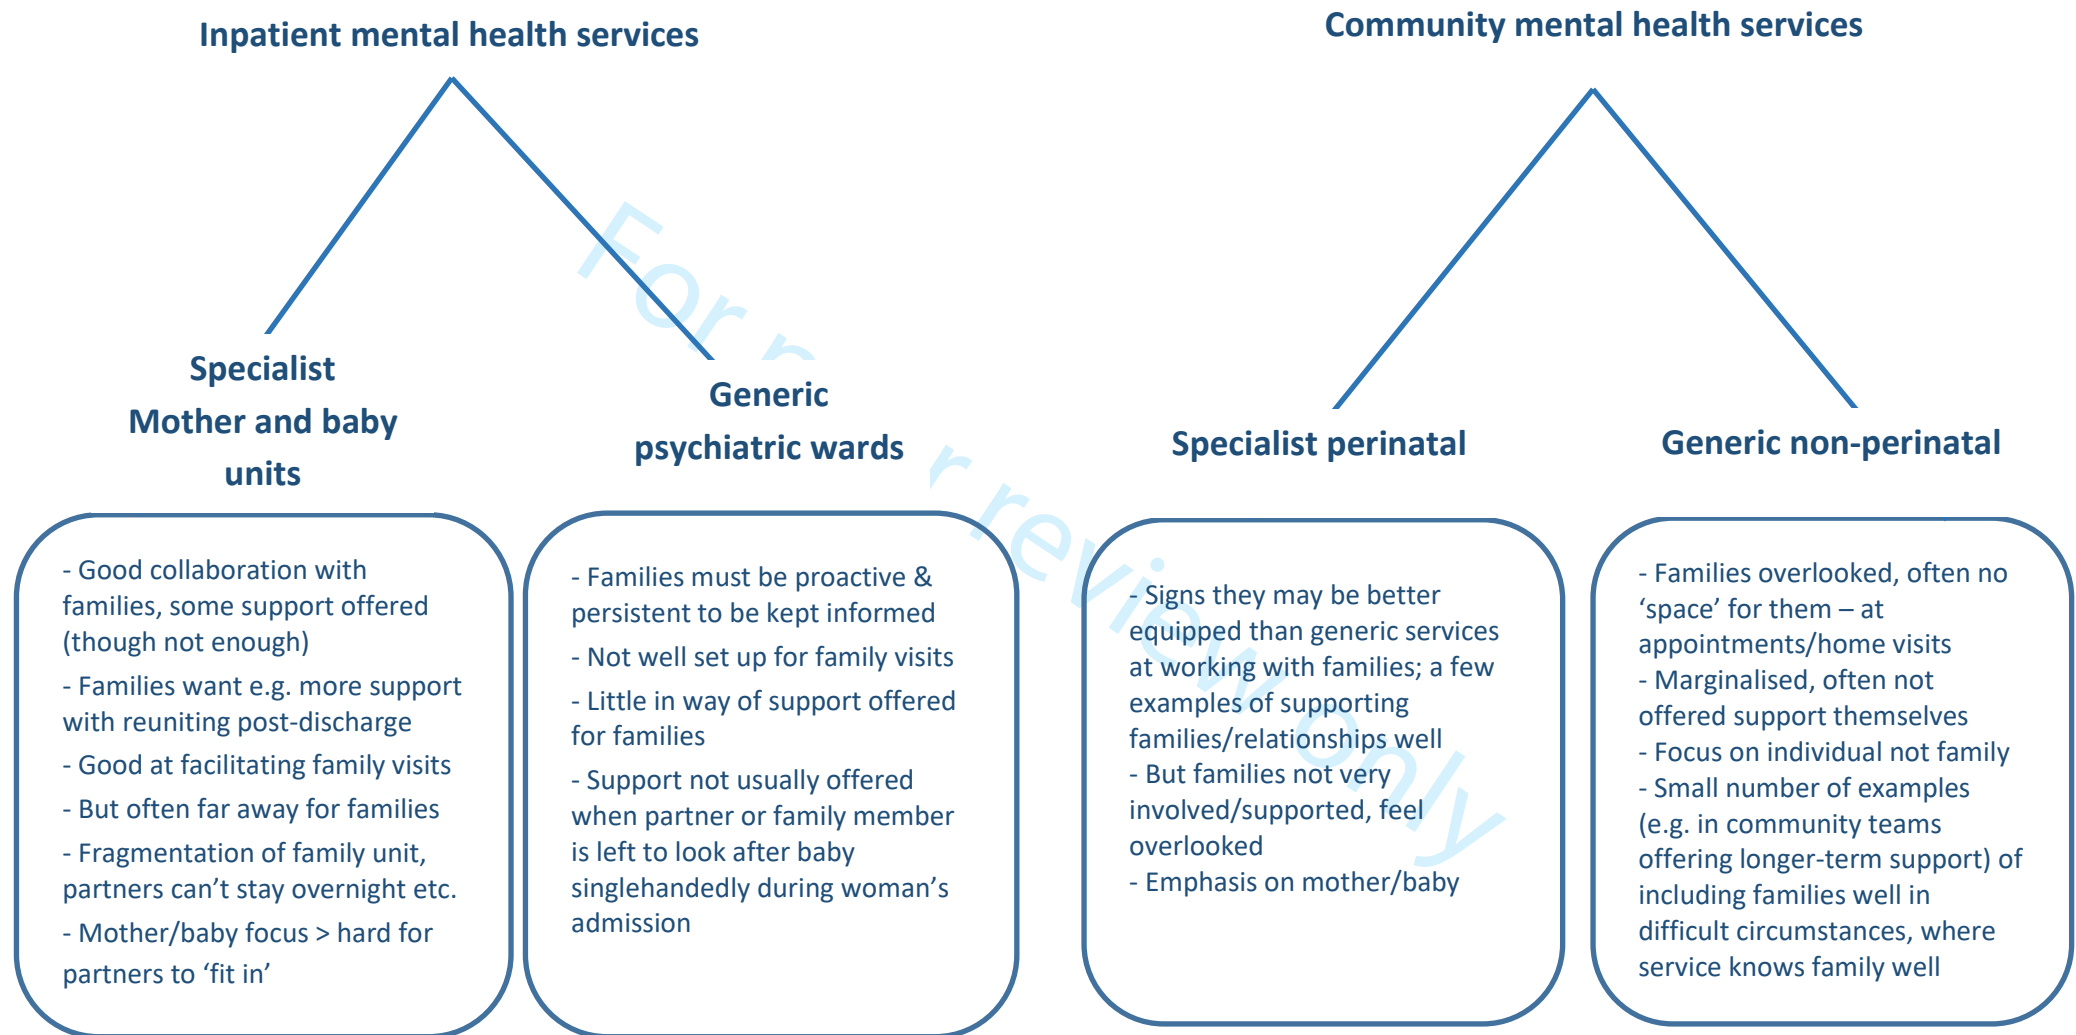 Inpatient mental health services
Community mental health services
Specialist
Mother and baby
units
Generic
psychiatric wards
Specialist perinatal
Generic non-perinatal
- Good collaboration with
families, some support offered
(though not enough)
- Families want e.g. more support
with reuniting post-discharge
- Good at facilitating family visits
- But often far away for families
- Fragmentation of family unit,
partners can’t stay overnight etc.
- Mother/baby focus > hard for
partners to ‘fit in’
- Families must be proactive &
persistent to be kept informed
- Not well set up for family visits
- Little in way of support offered
for families
- Support not usually offered
when partner or family member
is left to look after baby
singlehandedly during woman’s
admission
- Signs they may be better
equipped than generic services
at working with families; a few
examples of supporting
families/relationships well
- But families not very
involved/supported, feel
overlooked
- Emphasis on mother/baby
- Families overlooked, often no
‘space’ for them – at
appointments/home visits
- Marginalised, often not
offered support themselves
- Focus on individual not family
- Small number of examples
(e.g. in community teams
offering longer-term support) of
including families well in
difficult circumstances, where
service knows family well
For review only